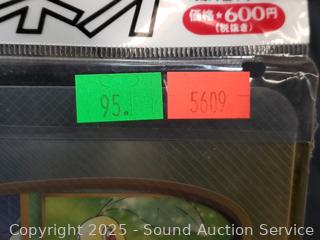 価格★600円
(税抜き)
95. 5609
Copyright 2025 - Sound Auction Service